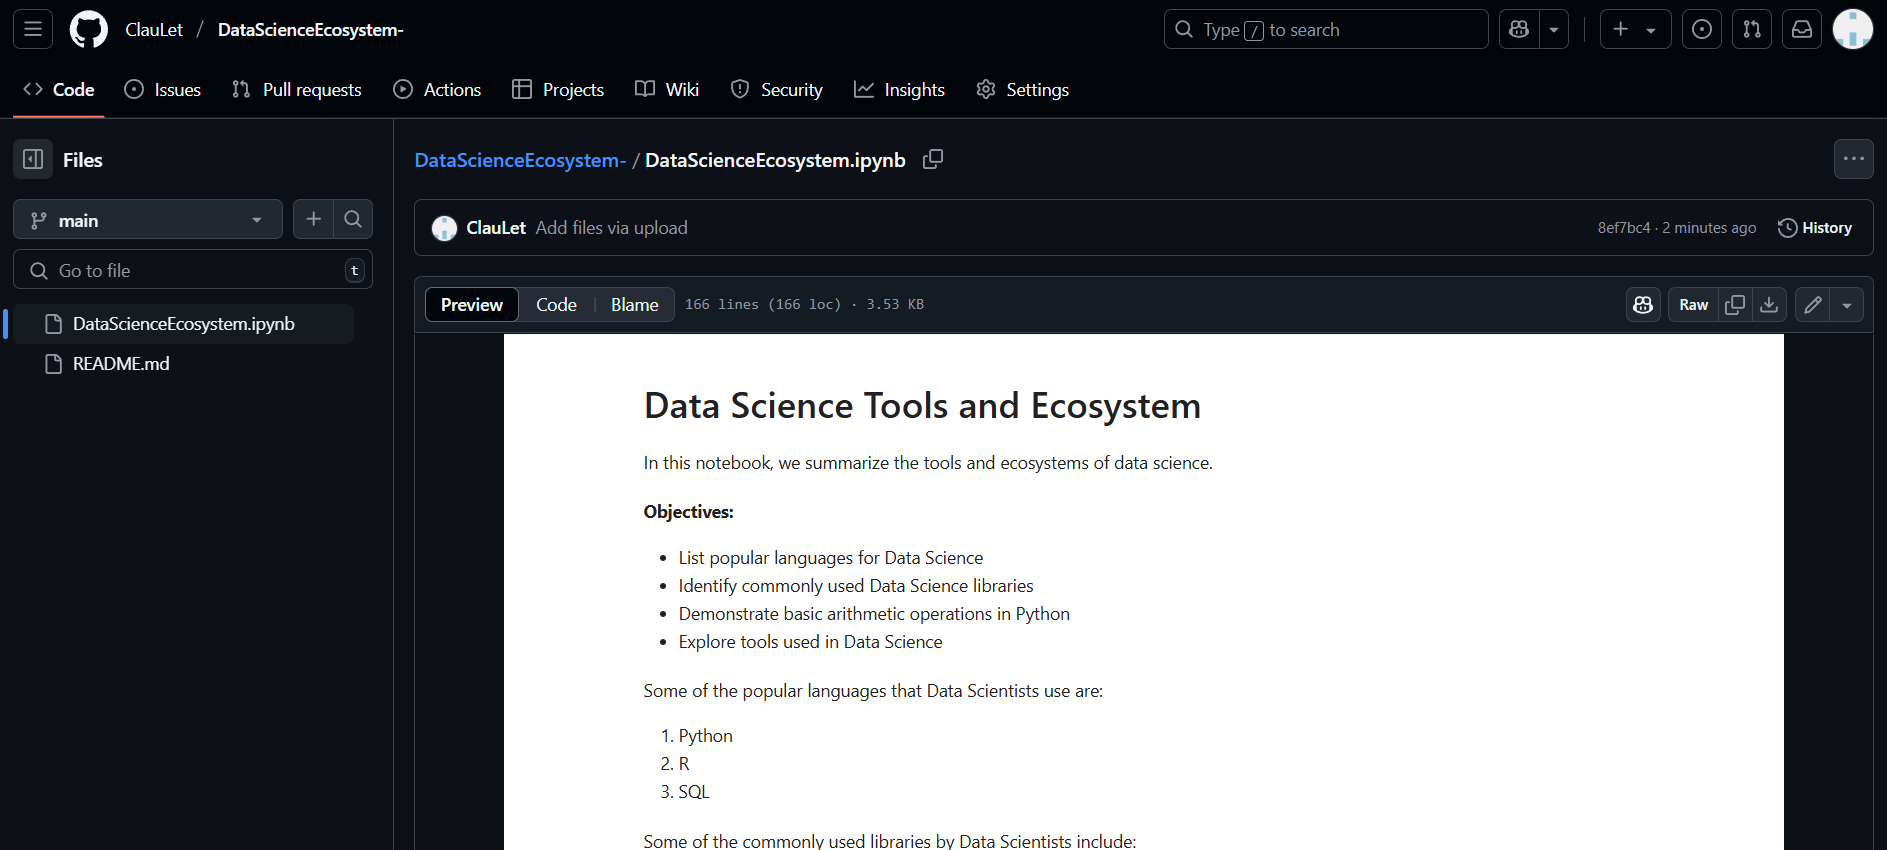 ClauLet / DataScienceEcosystem-
Type / to search
Code Issues Pull requests Actions Projects Wiki Security Insights Settings
Files
main
Go to file t
DataScienceEcosystem.ipynb
README.md
DataScienceEcosystem- / DataScienceEcosystem.ipynb
ClauLet Add files via upload
8ef7bc4 · 2 minutes ago History
Preview Code Blame 166 lines (166 loc) · 3.53 KB
Raw
Data Science Tools and Ecosystem
In this notebook, we summarize the tools and ecosystems of data science.
Objectives:
• List popular languages for Data Science
• Identify commonly used Data Science libraries
• Demonstrate basic arithmetic operations in Python
• Explore tools used in Data Science
Some of the popular languages that Data Scientists use are:
1. Python
2. R
3. SQL
Some of the commonly used libraries by Data Scientists include: